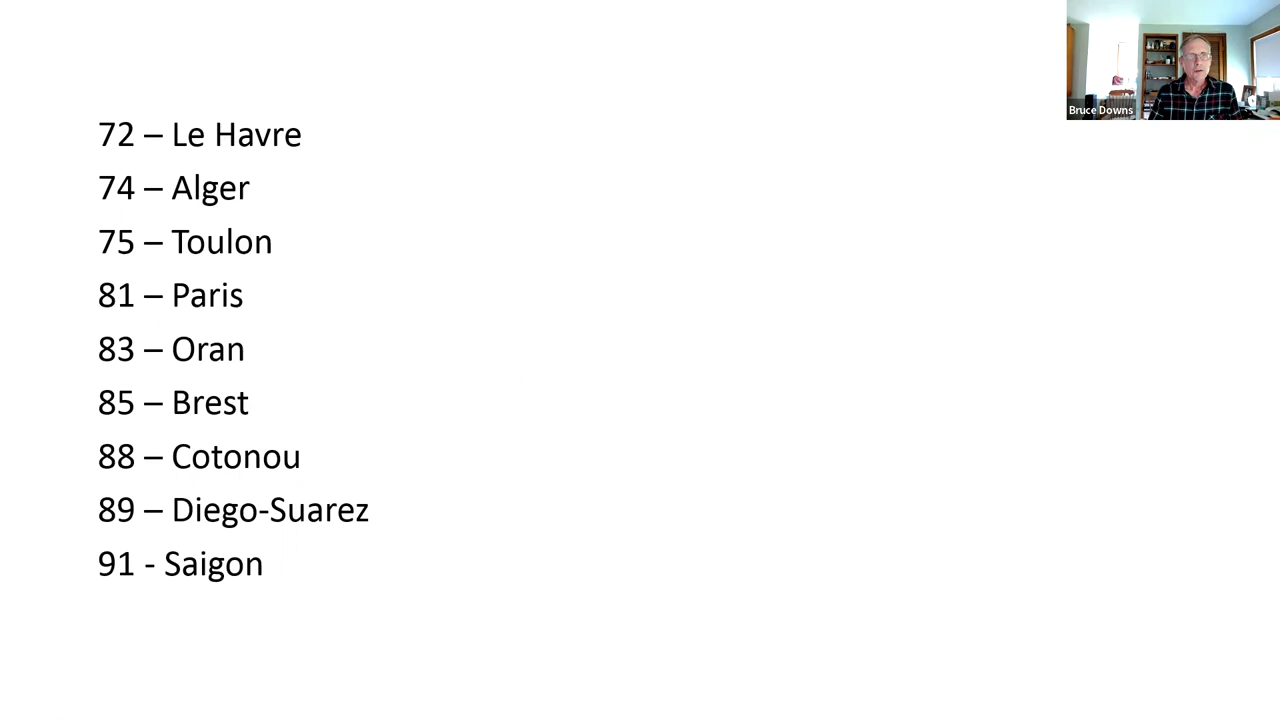 72 – Le Havre
74 – Alger
75 – Toulon
81 – Paris
83 – Oran
85 – Brest
88 – Cotonou
89 – Diego-Suarez
91 - Saigon
Bruce Downs